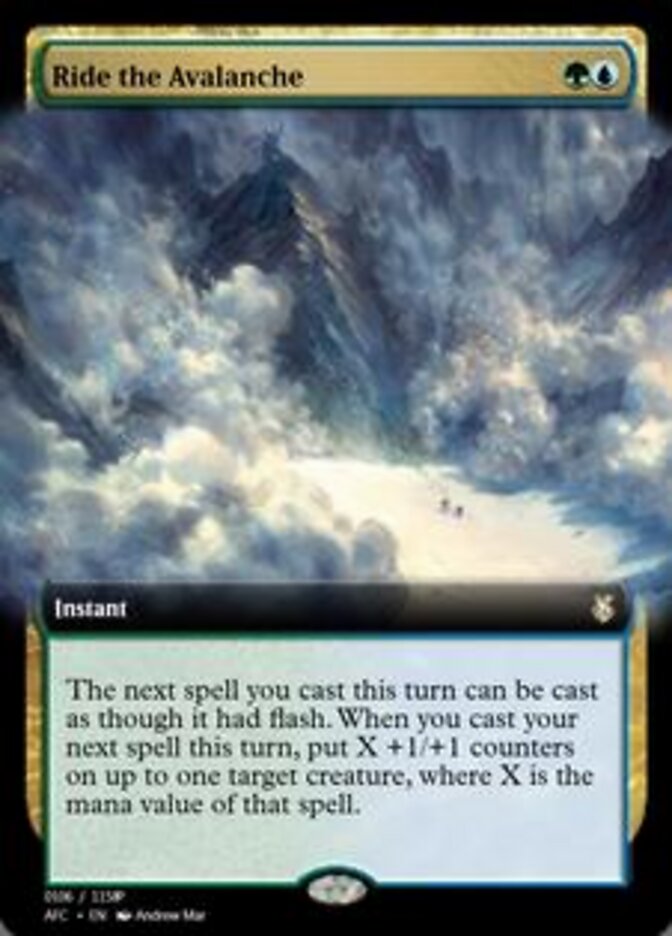 Ride the Avalanche
Instant
The next spell you cast this turn can be cast
as though it had flash. When you cast your
next spell this turn, put X +1/+1 counters
on up to one target creature, where X is the
mana value of that spell.
AFC • EN Andrew Mar